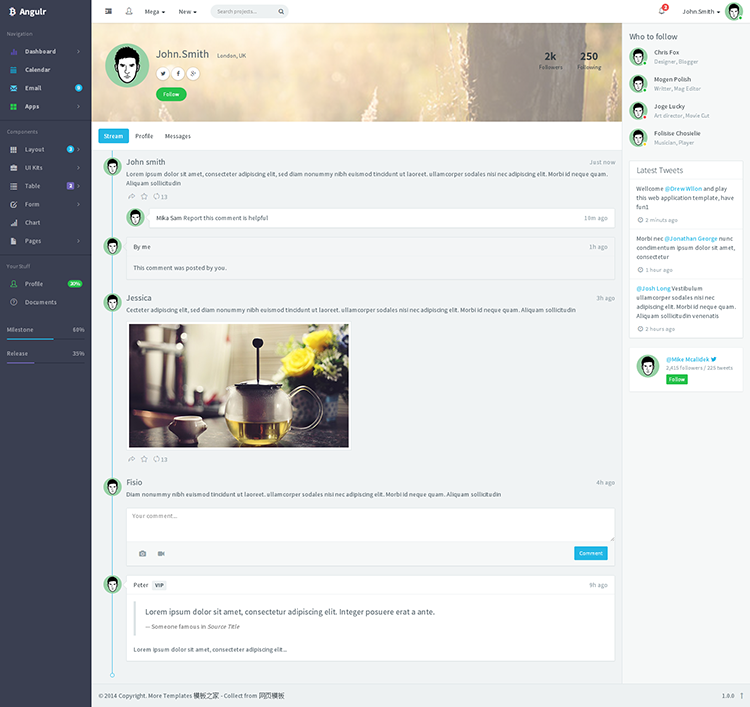 Angulr
Mega
New
Search projects...
2
John.Smith
Navigation
Dashboard
Calendar
Email 9
Apps
Components
Layout 3
UI Kits
Table 3
Form
Chart
Pages
Your Stuff
Profile 30%
Documents
Milestone 60%
Release 35%
John.Smith London, UK
Follow
2k
Followers
250
Following
Stream
Profile
Messages
John smith Just now
Lorem ipsum dolor sit amet, consecteter adipiscing elit, sed diam nonummy nibh euismod tincidunt ut laoreet. ullamcorper sodales nisi nec adipiscing elit. Morbi id neque quam.
Aliquam sollicitudin
13
Mika Sam Report this comment is helpful 10m ago
By me 1h ago
This comment was posted by you.
Jessica 3h ago
Cecteter adipiscing elit, sed diam nonummy nibh euismod tincidunt ut laoreet. ullamcorper sodales nisi nec adipiscing elit. Morbi id neque quam. Aliquam sollicitudin
13
Fisio 4h ago
Diam nonummy nibh euismod tincidunt ut laoreet. ullamcorper sodales nisi nec adipiscing elit. Morbi id neque quam. Aliquam sollicitudin
Your comment...
Comment
Peter VIP 9h ago
Lorem ipsum dolor sit amet, consectetur adipiscing elit. Integer posuere erat a ante.
— Someone famous in Source Title
Lorem ipsum dolor sit amet, consecteter adipiscing elit...
Who to follow
Chris Fox
Designer, Blogger
Mogen Polish
Writter, Mag Editor
Joge Lucky
Art director, Movie Cut
Folisise Chosielie
Musician, Player
Latest Tweets
Wellcome @Drew Wllon and play
this web application template, have
fun1
2 minuts ago
Morbi nec @Jonathan George nunc
condimentum ipsum dolor sit amet,
consectetur
1 hour ago
@Josh Long Vestibulum
ullamcorper sodales nisi nec
adipiscing elit. Morbi id neque quam.
Aliquam sollicitudin venenatis
2 hours ago
@Mike Mcalidek
2,415 followers / 225 tweets
Follow
© 2014 Copyright. More Templates 模板之家 - Collect from 网页模板
1.0.0